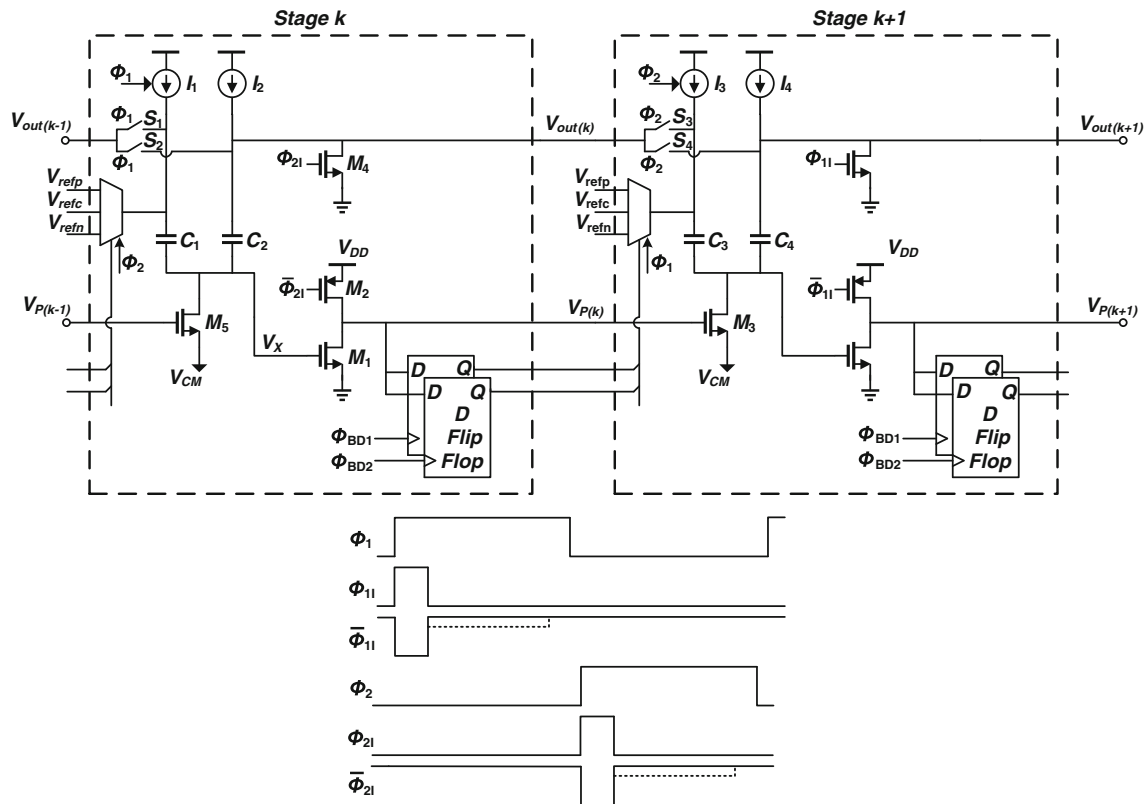 Stage k
Stage k+1
Φ1
I1
I2
Φ2
I3
I4
Vout(k-1)
Φ1
S1
S2
Φ1
Vout(k)
Φ2
S3
S4
Φ2
Vout(k+1)
Φ2I
M4
Φ1I
Vrefp
Vrefc
Vrefn
Φ2
C1
C2
Vrefp
Vrefc
Vrefn
Φ1
C3
C4
VDD
Φ̅2I
M2
VDD
Φ̅1I
VP(k-1)
M5
VCM
VX
M1
VP(k)
M3
VCM
VP(k+1)
D Q
D Q
D
Flip
Flop
ΦBD1
ΦBD2
D Q
D Q
D
Flip
Flop
ΦBD1
ΦBD2
Φ1
Φ1I
Φ̅1I
Φ2
Φ2I
Φ̅2I